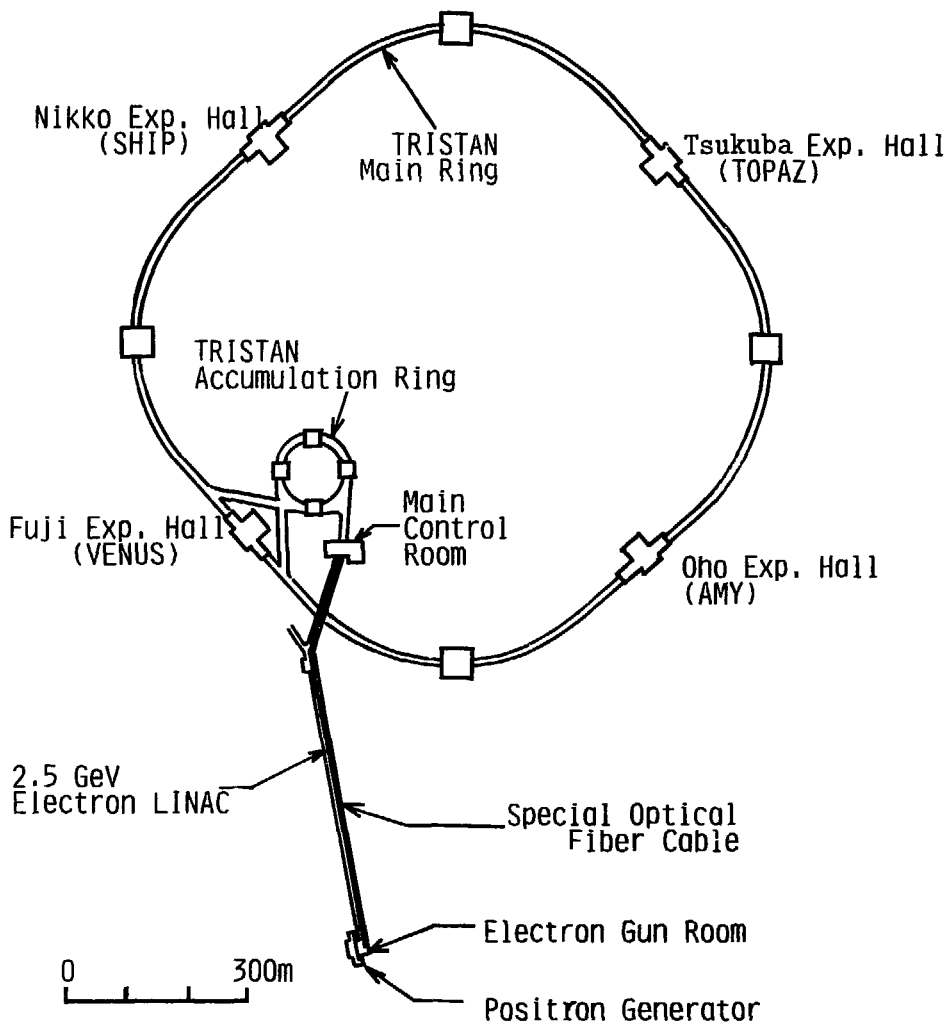 Nikko Exp. Hall
(SHIP)
TRISTAN
Main Ring
Tsukuba Exp. Hall
(TOPAZ)
TRISTAN
Accumulation Ring
Main
Control
Room
Fuji Exp. Hall
(VENUS)
Oho Exp. Hall
(AMY)
2.5 GeV
Electron LINAC
Special Optical
Fiber Cable
Electron Gun Room
0 300m
Positron Generator